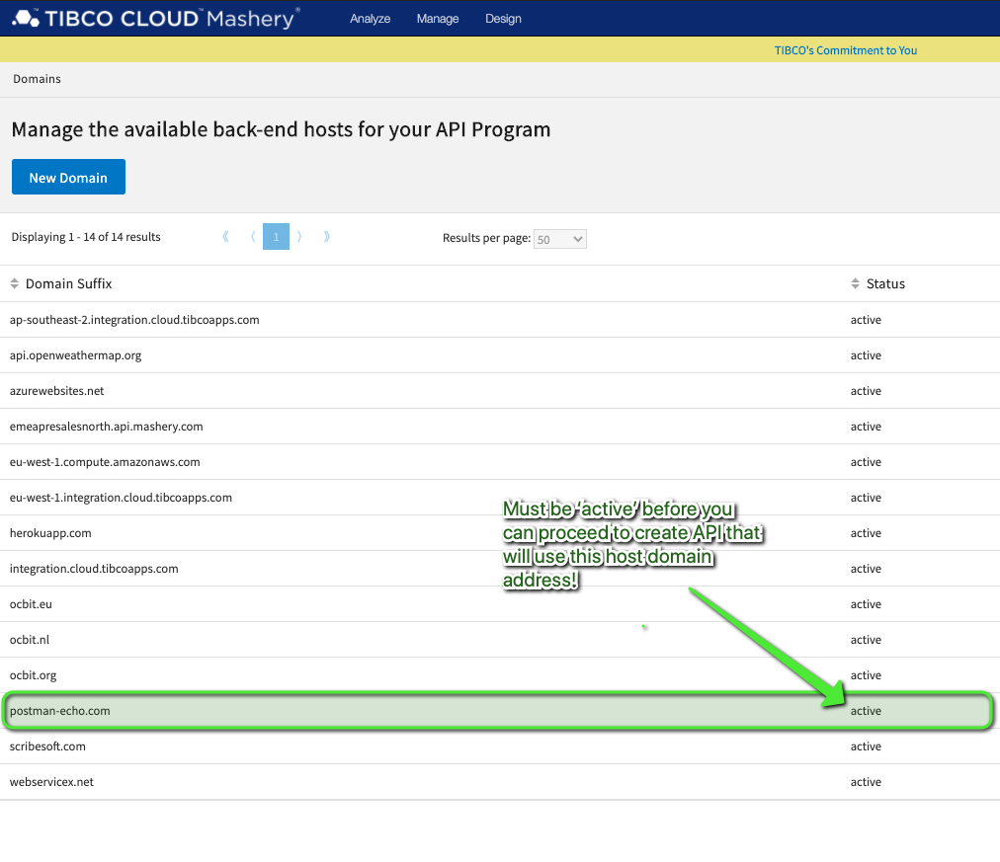 TIBCO CLOUD™ Mashery® Analyze Manage Design
TIBCO's Commitment to You
Domains
Manage the available back-end hosts for your API Program
New Domain
Displaying 1 - 14 of 14 results 《 〈 1 〉 》 Results per page: 50
Domain Suffix Status
ap-southeast-2.integration.cloud.tibcoapps.com active
api.openweathermap.org active
azurewebsites.net active
emeapresalesnorth.api.mashery.com active
eu-west-1.compute.amazonaws.com active
eu-west-1.integration.cloud.tibcoapps.com active
Must be 'active' before you
can proceed to create API that
will use this host domain
address!
herokuapp.com active
integration.cloud.tibcoapps.com active
ocbit.eu active
ocbit.nl active
ocbit.org active
postman-echo.com active
scribesoft.com active
webservicex.net active